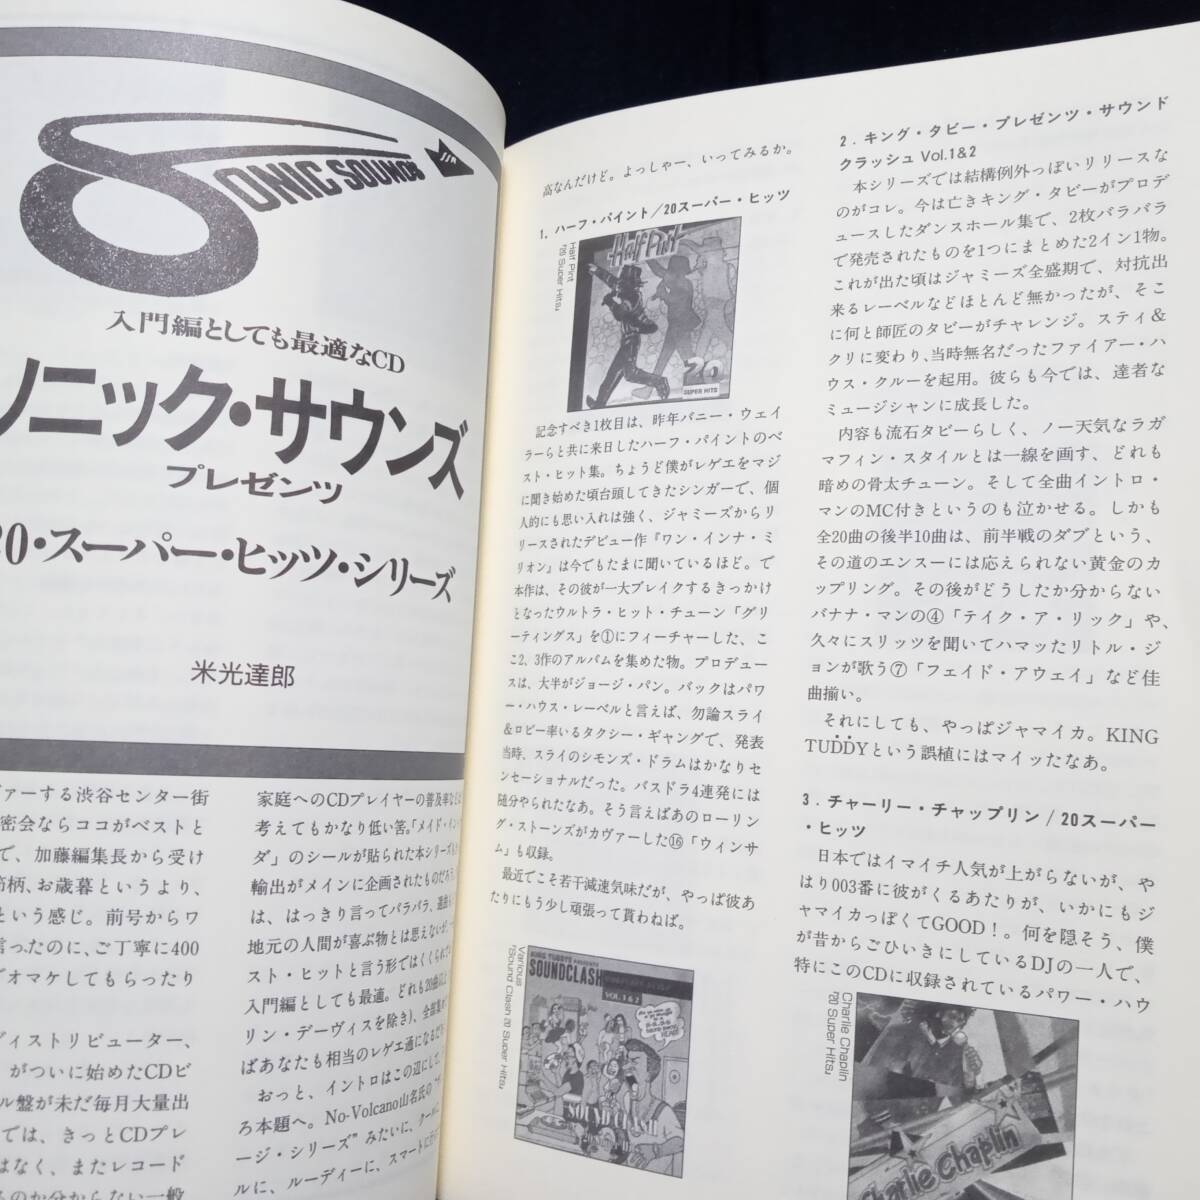 SONIC SOUNDS
入門編としても最適なCD
ソニック・サウンズ
プレゼンツ
20・スーパー・ヒッツ・シリーズ
米光達郎
ヴァーする渋谷センター街
密会ならココがベストと
で、加藤編集長から受け
お歳暮というより、
という感じ。前号からワ
言ったのに、ご丁寧に400
オマケしてもらったり
ディストリビューター、
がついに始めたCDビ
ル盤が未だ毎月大量出
では、きっとCDプレ
はなく、またレコード
るのか分からない一般
家庭へのCDプレイヤーの普及率など
考えてもかなり低い筈。「メイド・イン・
ダ」のシールが貼られた本シリーズも
輸出がメインに企画されたものだろう
は、はっきり言ってバラバラ、
地元の人間が喜ぶ物とは思えないが、
スト・ヒットと言う形でくくられて
入門編としても最適。どれも20曲以上
リン・デーヴィスを除き)、全部集め
ばあなたも相当のレゲエ通になるだ
おっと、イントロはこの辺にして、
ろ本題へ。No-Volcano山名氏の
ージ・シリーズ”みたいに、クールに
ルに、ルーディーに、スマートに
高なんだけど。よっしゃー、いってみるか。
1. ハーフ・パイント/20スーパー・ヒッツ
Half Pint
『20 Super Hits』
Half Pint
20
SUPER HITS
記念すべき1枚目は、昨年バニー・ウェイ
ラーらと共に来日したハーフ・パイントのベ
スト・ヒット集。ちょうど僕がレゲエをマジ
に聞き始めた頃台頭してきたシンガーで、個
人的にも思い入れは強く、ジャミーズからリ
リースされたデビュー作『ワン・インナ・ミ
リオン』は今でもたまに聞いているほど。で
本作は、その彼が一大ブレイクするきっかけ
となったウルトラ・ヒット・チューン「グリ
ーティングス」を①にフィーチャーした、こ
こ2、3作のアルバムを集めた物。プロデュー
スは、大半がジョージ・パン。バックはパワ
ー・ハウス・レーベルと言えば、勿論スライ
&ロビー率いるタクシー・ギャングで、発表
当時、スライのシモンズ・ドラムはかなりセ
ンセーショナルだった。バスドラ4連発には
随分やられたなあ。そう言えばあのローリン
グ・ストーンズがカヴァーした⑯「ウィンサ
ム」も収録。
最近でこそ若干減速気味だが、やっぱ彼あ
たりにもう少し頑張って貰わねば。
Various
『Sound Clash 20 Super Hits』
KING TUDDYS PRESENTS
SOUNDCLASH
VOL. 1 & 2
SOUND CLASH
2．キング・タビー・プレゼンツ・サウンド
クラッシュ Vol.1&2
本シリーズでは結構例外っぽいリリースな
のがコレ。今は亡きキング・タビーがプロデ
ュースしたダンスホール集で、2枚バラバラ
で発売されたものを1つにまとめた2イン1物。
これが出た頃はジャミーズ全盛期で、対抗出
来るレーベルなどほとんど無かったが、そこ
に何と師匠のタビーがチャレンジ。スティ&
クリに変わり、当時無名だったファイアー・ハ
ウス・クルーを起用。彼らも今では、達者な
ミュージシャンに成長した。
内容も流石タビーらしく、ノー天気なラガ
マフィン・スタイルとは一線を画す、どれも
暗めの骨太チューン。そして全曲イントロ・
マンのMC付きというのも泣かせる。しかも
全20曲の後半10曲は、前半戦のダブという、
その道のエンスーには応えられない黄金のカ
ップリング。その後がどうしたか分からない
バナナ・マンの④「テイク・ア・リック」や、
久々にスリッツを聞いてハマッたリトル・ジ
ョンが歌う⑦「フェイド・アウェイ」など佳
曲揃い。
それにしても、やっぱジャマイカ。KING
TUDDYという誤植にはマイッたなあ。
3．チャーリー・チャップリン/20スーパー
・ヒッツ
日本ではイマイチ人気が上がらないが、や
はり003番に彼がくるあたりが、いかにもジ
ャマイカっぽくてGOOD！。何を隠そう、僕
が昔からごひいきにしているDJの一人で、
特にこのCDに収録されているパワー・ハウ
Charlie Chaplin
『20 Super Hits』
Charlie Chaplin